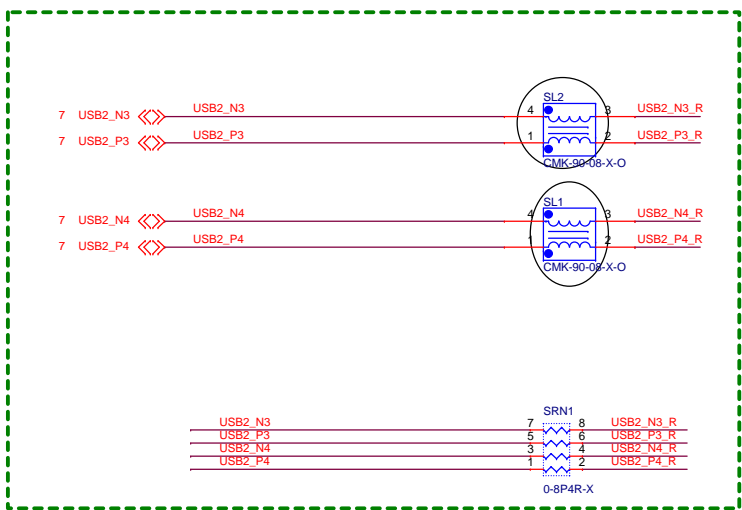 SL2
7 USB2_N3 USB2_N3 4 3 USB2_N3_R
7 USB2_P3 USB2_P3 1 2 USB2_P3_R
CMK-90-08-X-O
SL1
7 USB2_N4 USB2_N4 4 3 USB2_N4_R
7 USB2_P4 USB2_P4 1 2 USB2_P4_R
CMK-90-08-X-O
SRN1
USB2_N3 7 8 USB2_N3_R
USB2_P3 5 6 USB2_P3_R
USB2_N4 3 4 USB2_N4_R
USB2_P4 1 2 USB2_P4_R
0-8P4R-X